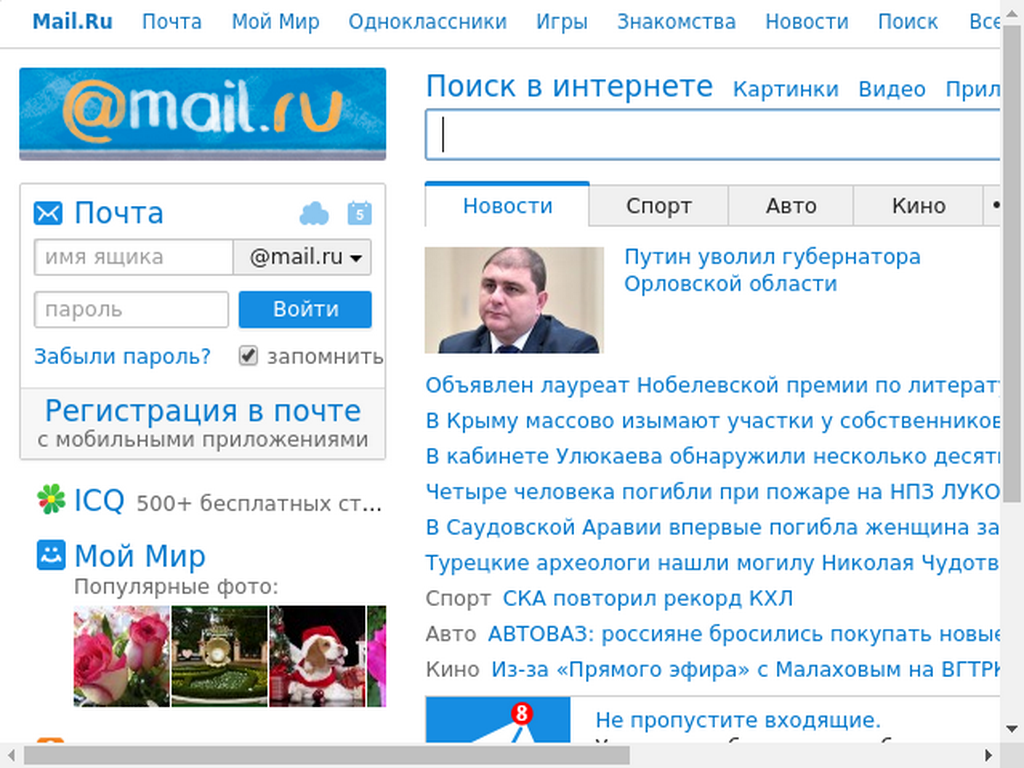 Mail.Ru Почта Мой Мир Одноклассники Игры Знакомства Новости Поиск Все
@mail.ru
Поиск в интернете Картинки Видео Прил
Почта 5
имя ящика @mail.ru
пароль Войти
Забыли пароль? запомнить
Регистрация в почте
с мобильными приложениями
ICQ 500+ бесплатных ст...
Мой Мир
Популярные фото:
Новости Спорт Авто Кино
Путин уволил губернатора
Орловской области
Объявлен лауреат Нобелевской премии по литерат
В Крыму массово изымают участки у собственников
В кабинете Улюкаева обнаружили несколько десят
Четыре человека погибли при пожаре на НПЗ ЛУКО
В Саудовской Аравии впервые погибла женщина за
Турецкие археологи нашли могилу Николая Чудотв
Спорт СКА повторил рекорд КХЛ
Авто АВТОВАЗ: россияне бросились покупать новые
Кино Из-за «Прямого эфира» с Малаховым на ВГТРК
8
Не пропустите входящие.